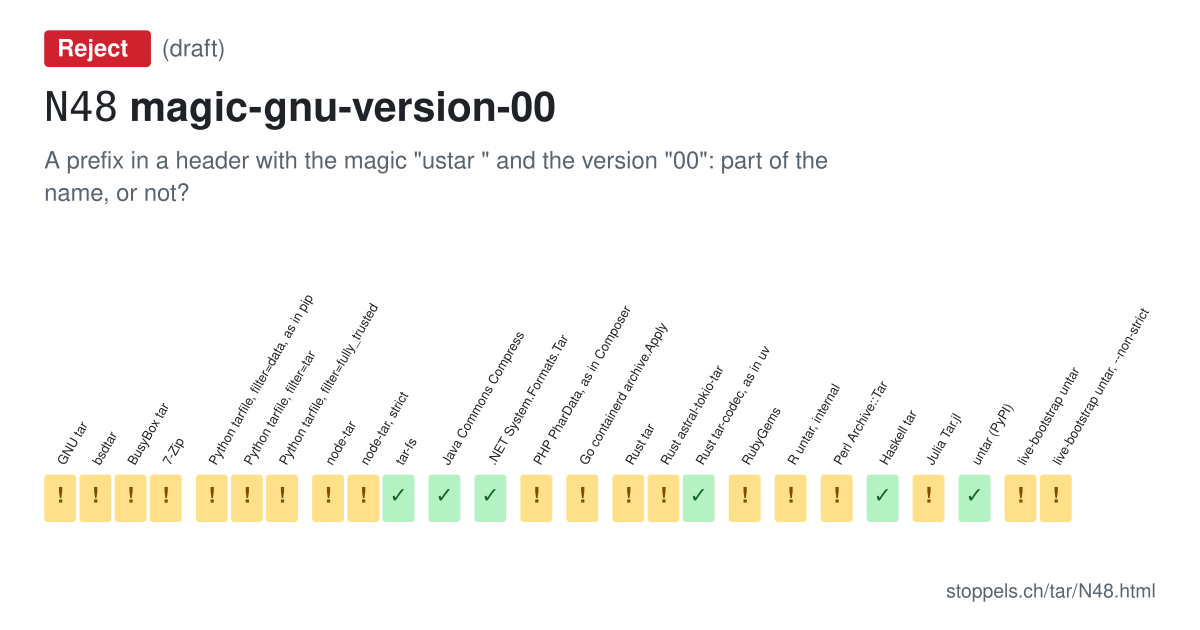 Reject (draft)
N48 magic-gnu-version-00
A prefix in a header with the magic "ustar " and the version "00": part of the
name, or not?
GNU tar
bsdtar
BusyBox tar
7-Zip
Python tarfile, filter=data, as in pip
Python tarfile, filter=tar
Python tarfile, filter=fully_trusted
node-tar
node-tar, strict
tar-fs
Java Commons Compress
.NET System.Formats.Tar
PHP PharData, as in Composer
Go containerd archive.Apply
Rust tar
Rust astral-tokio-tar
Rust tar-codec, as in uv
RubyGems
R untar, internal
Perl Archive::Tar
Haskell tar
Julia Tar.jl
untar (PyPI)
live-bootstrap untar
live-bootstrap untar, --non-strict
! ! ! ! ! ! ! ! ! ✓ ✓ ✓ ! ! ! ! ✓ ! ! ! ✓ ! ✓ ! !
stoppels.ch/tar/N48.html